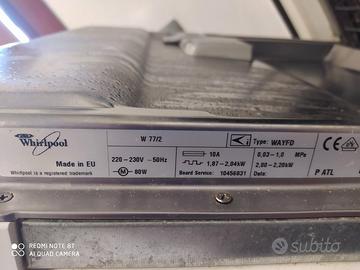 Whirlpool
Made in EU
Whirlpool is a registered trademark
W 77/2
220-230V ~50Hz
M 80W
10A
1,87-2,04kW
Board Service: 10456831
Type: WAYFD
0,03-1,0 MPa
2,00-2,20kW
P ATL
CE
REDMI NOTE 8T
AI QUAD CAMERA
subito